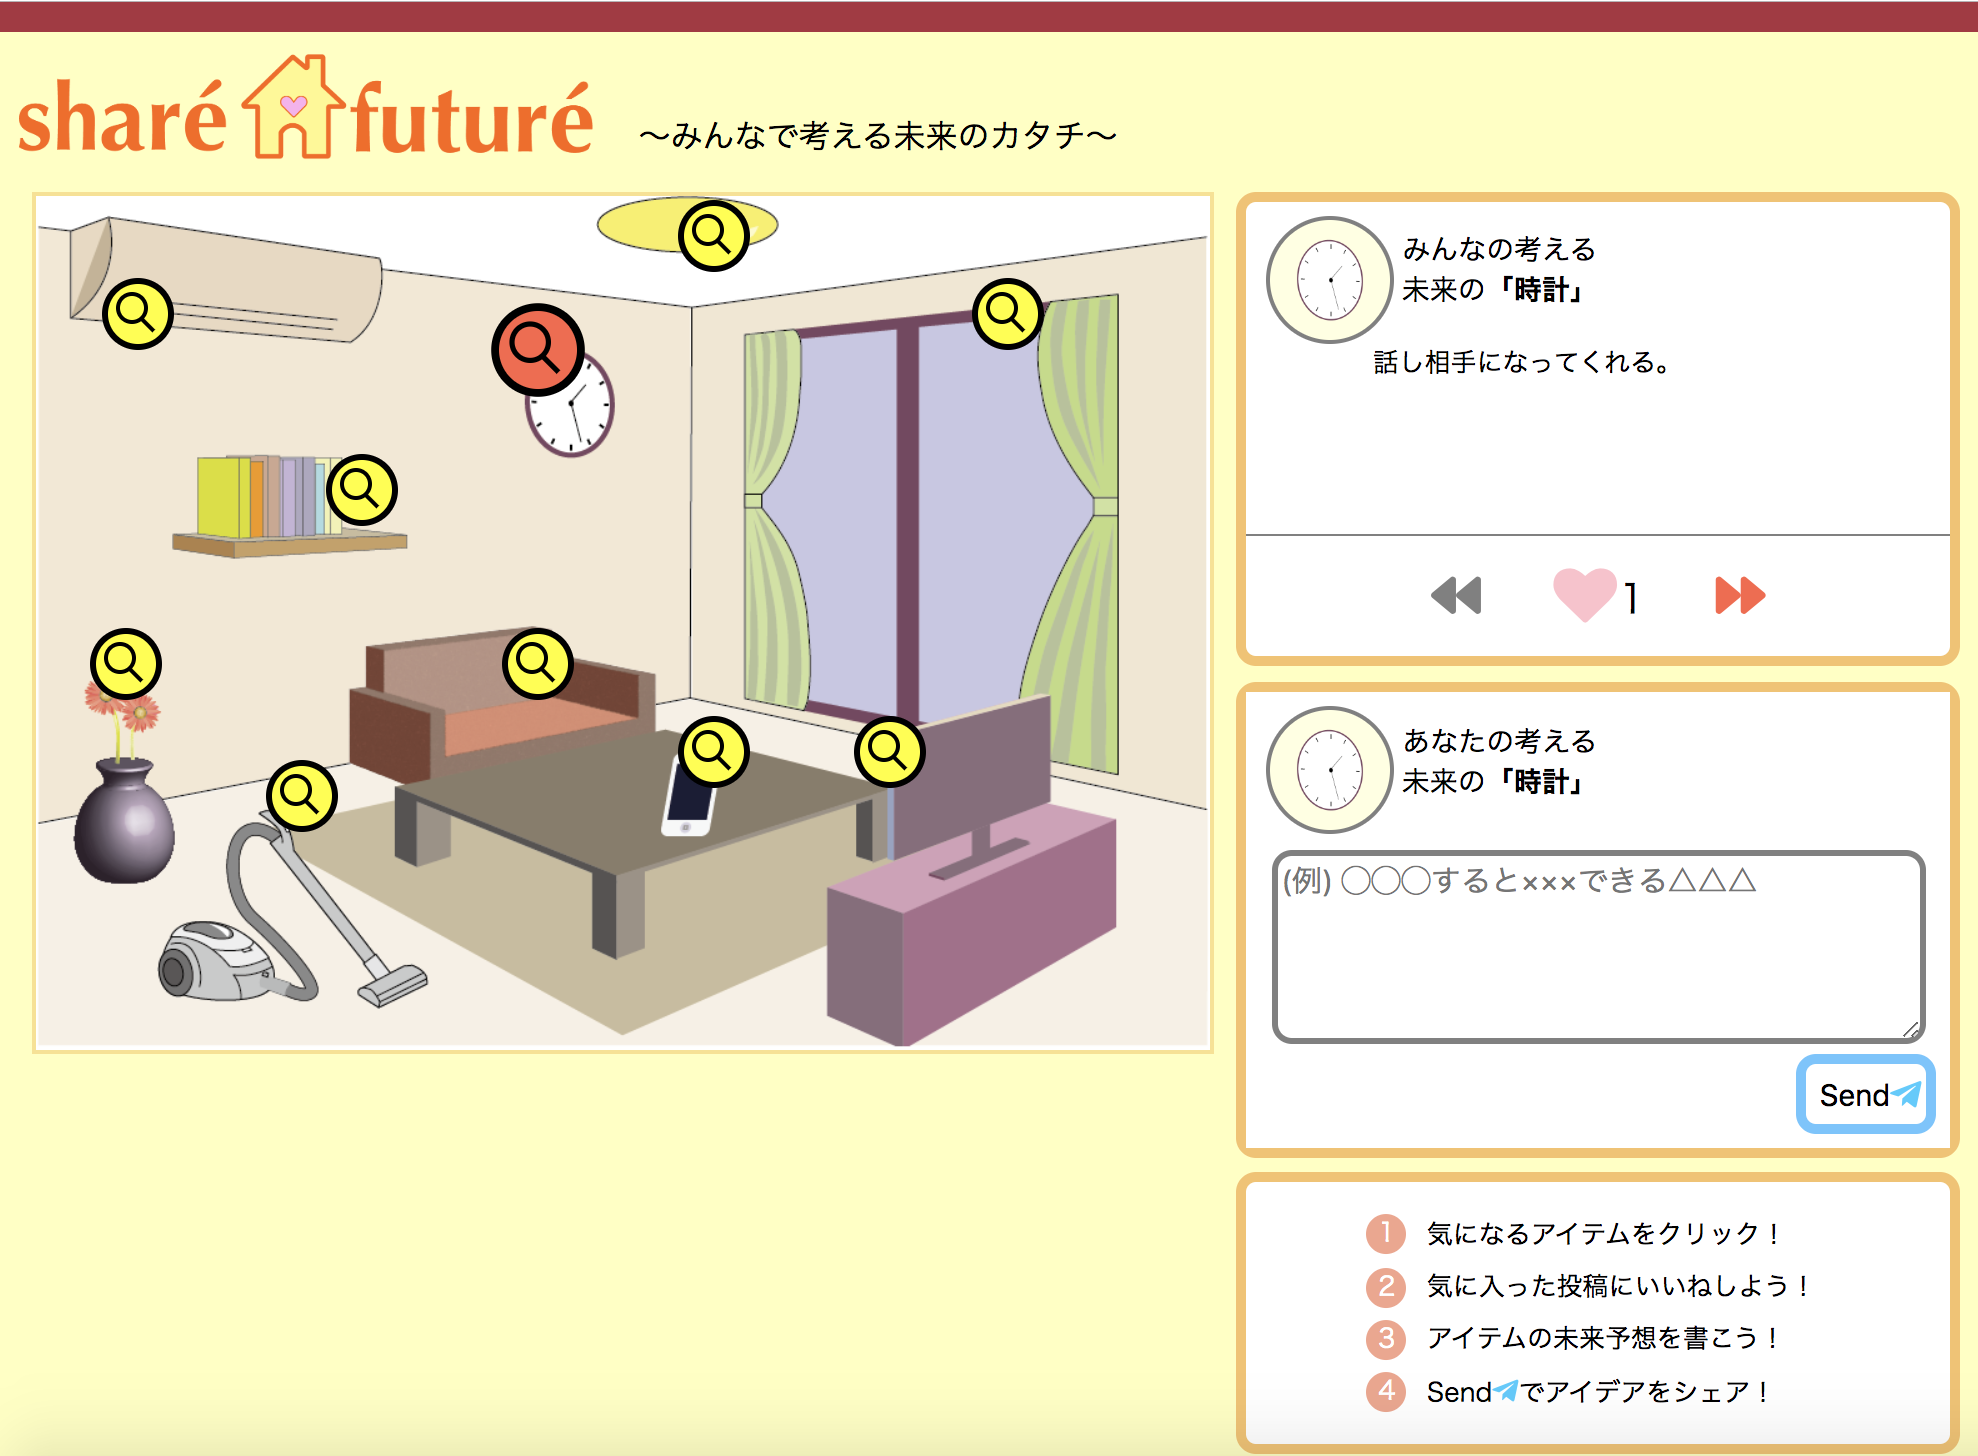 sharé futuré
〜みんなで考える未来のカタチ〜
みんなの考える
未来の「時計」
話し相手になってくれる。
1
あなたの考える
未来の「時計」
(例) ◯◯◯すると×××できる△△△
Send
1 気になるアイテムをクリック！
2 気に入った投稿にいいねしよう！
3 アイテムの未来予想を書こう！
4 Sendでアイデアをシェア！